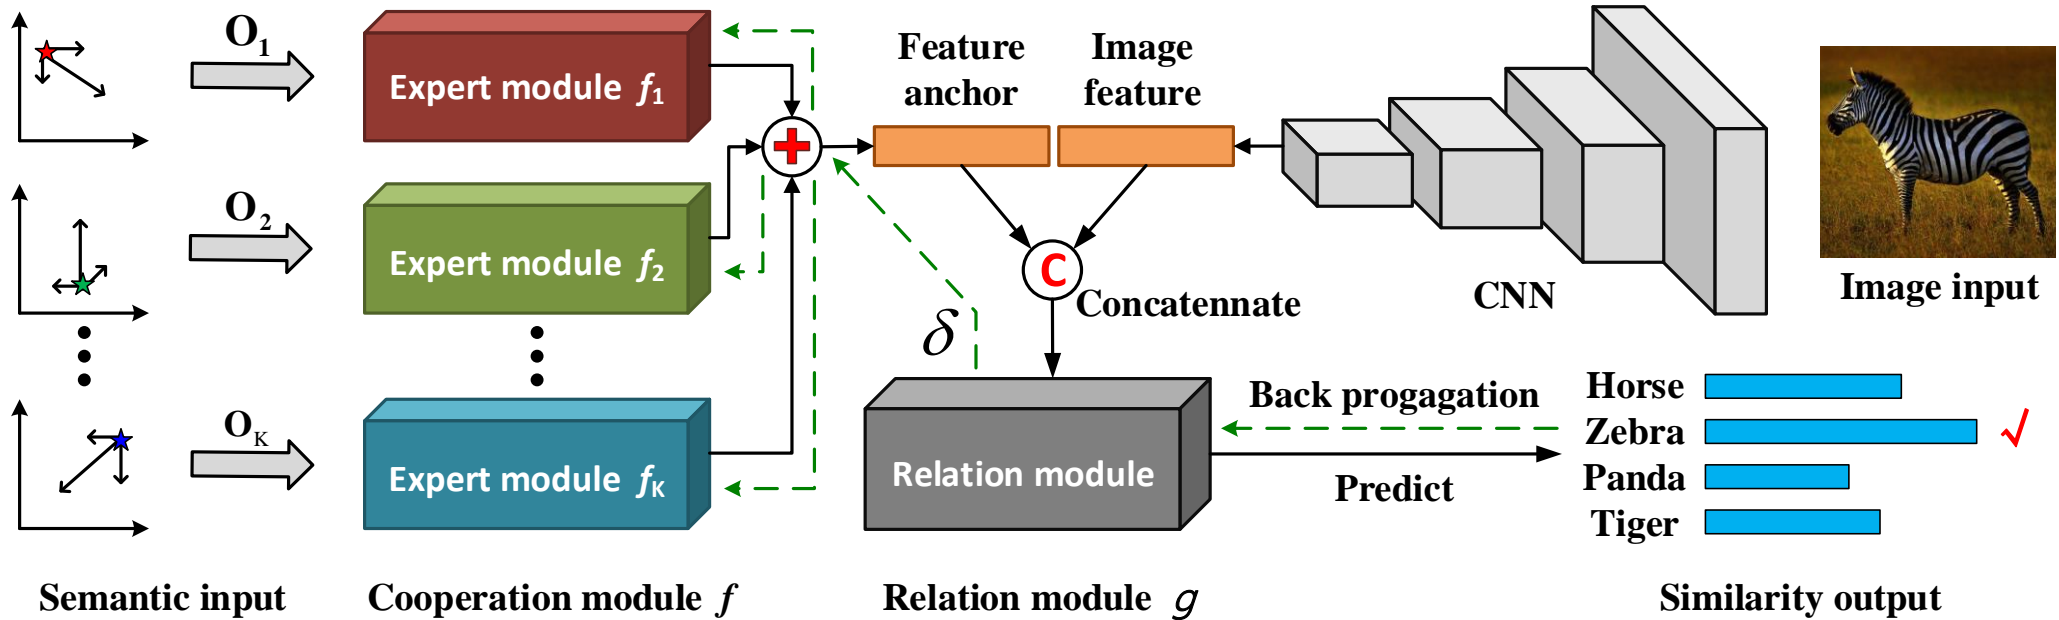 O1
Expert module f1
Feature anchor
Image feature
O2
Expert module f2
C
Concatennate
CNN
Image input
δ
OK
Expert module fK
Relation module
Back progagation
Predict
Horse
Zebra
Panda
Tiger
Semantic input
Cooperation module f
Relation module g
Similarity output